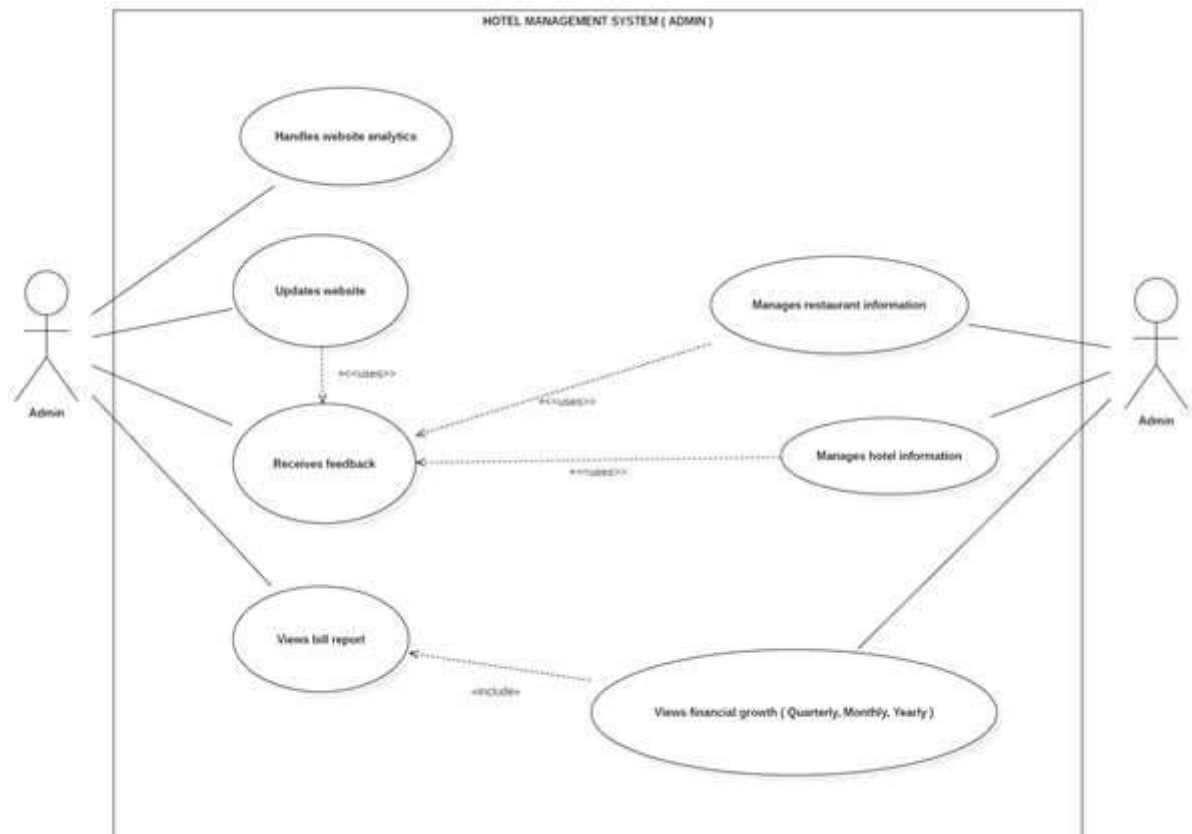 HOTEL MANAGEMENT SYSTEM ( ADMIN )
Handles website analytics
Updates website
Manages restaurant information
«<<uses>>
Admin
Admin
«<<uses>>
Receives feedback
Manages hotel information
«<<uses>>
Views bill report
«include»
Views financial growth ( Quarterly, Monthly, Yearly )